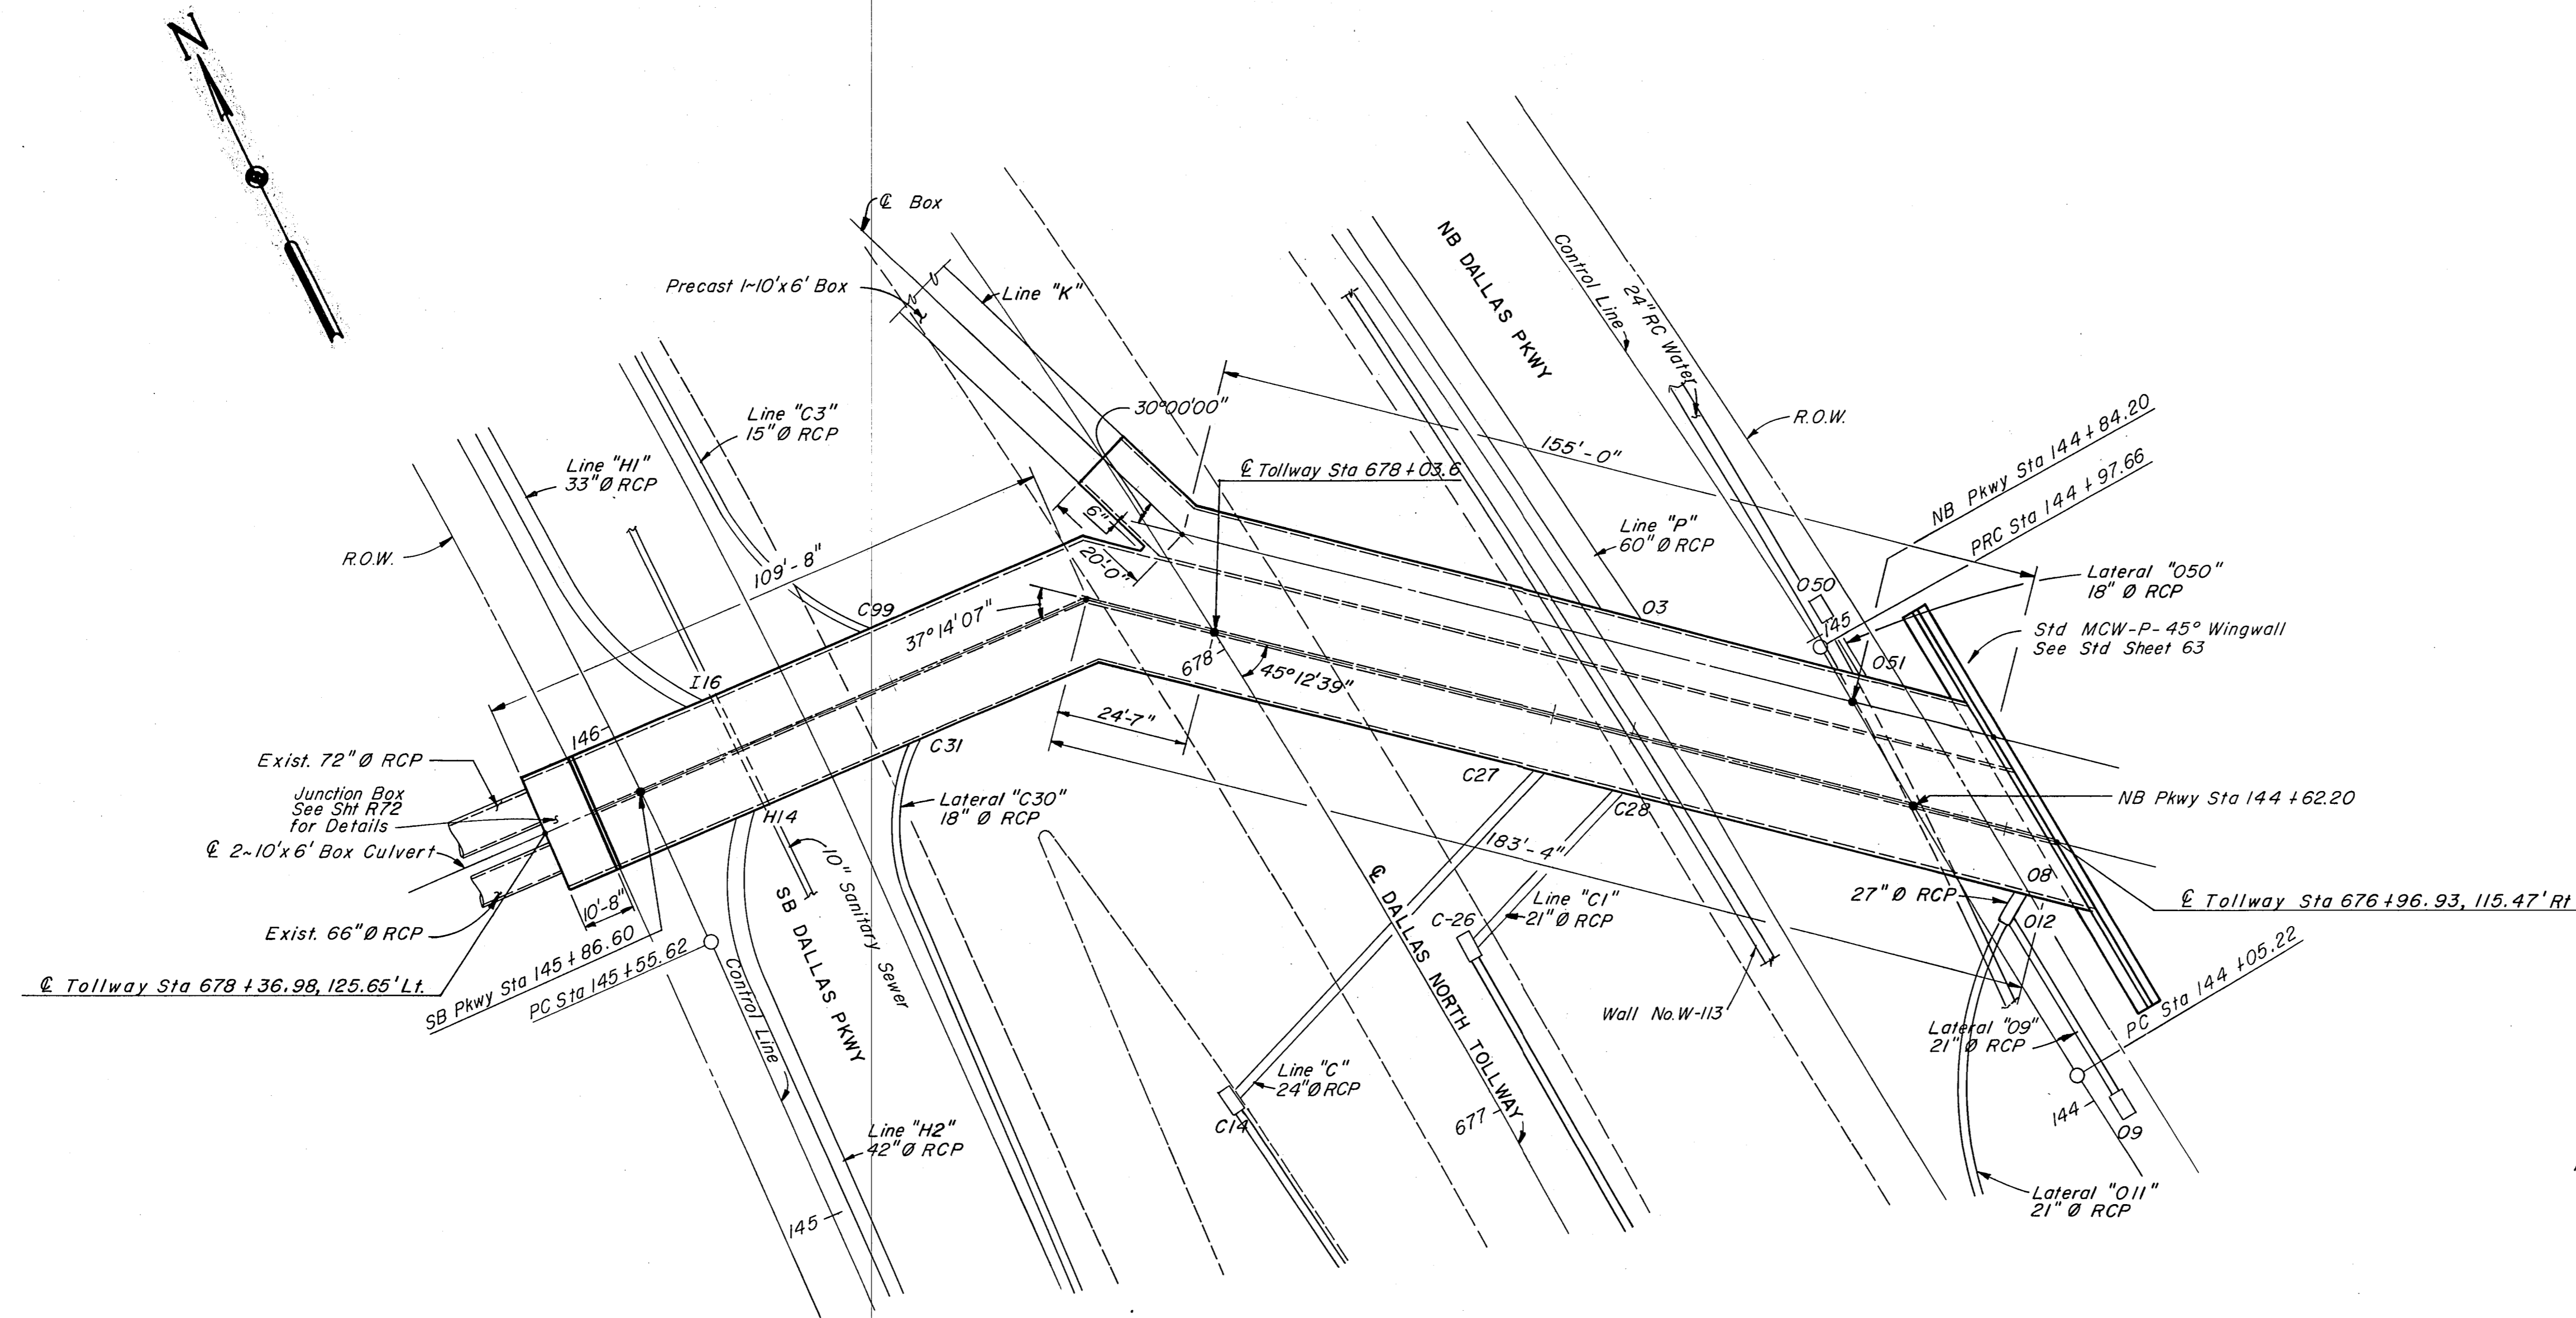 N
℄ Box
Precast 1~10'x6' Box
Line "K"
NB DALLAS PKWY
Control Line
24"RC Water
R.O.W.
NB Pkwy Sta 144+84.20
PRC Sta 144+97.66
30°00'00"
155'-0"
℄ Tollway Sta 678+03.6
Line "C3"
15"Ø RCP
Line "H1"
33"Ø RCP
R.O.W.
109'-8"
6"
20'-0"
Line "P"
60"Ø RCP
Lateral "O50"
18" Ø RCP
Std MCW-P-45° Wingwall
See Std Sheet 63
O50
145
O51
O3
C99
37°14'07"
678
45°12'39"
I16
146
24'-7"
C31
H14
Exist. 72"Ø RCP
Junction Box
See Sht R72
for Details
℄ 2~10'x6' Box Culvert
Exist. 66"Ø RCP
10'-8"
℄ Tollway Sta 678+36.98, 125.65'Lt.
SB Pkwy Sta 145+86.60
PC Sta 145+55.62
Control Line
SB DALLAS PKWY
10" Sanitary Sewer
Lateral "C30"
18" Ø RCP
C27
C28
183'-4"
NB Pkwy Sta 144+62.20
O8
27"Ø RCP
O12
℄ Tollway Sta 676+96.93, 115.47'Rt
PC Sta 144+05.22
Line "C1"
21"Ø RCP
C-26
℄ DALLAS NORTH TOLLWAY
Wall No.W-113
Lateral "O9"
21"Ø RCP
Line "C"
24"Ø RCP
C14
677
144
O9
Line "H2"
42"Ø RCP
145
Lateral "O11"
21"Ø RCP